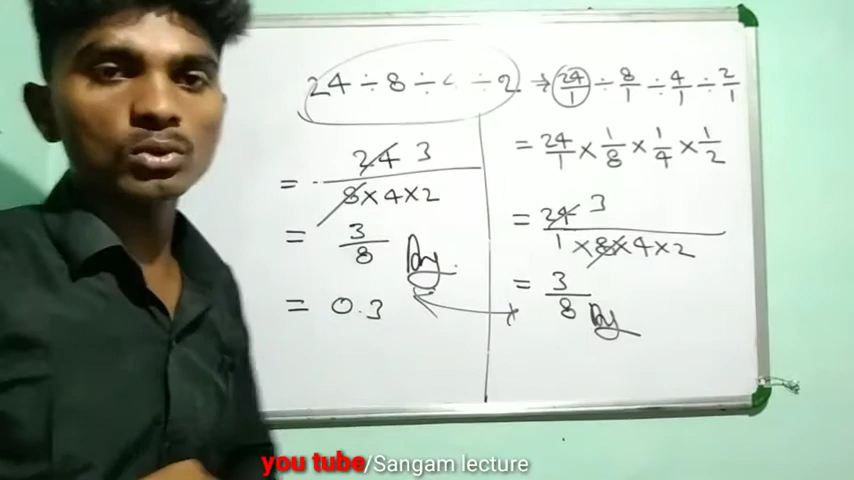 24 ÷ 8 ÷ 4 ÷ 2 → 24/1 ÷ 8/1 ÷ 4/1 ÷ 2/1
= 24 3 / 8 × 4 × 2
= 3/8 Ans
= 0.3
= 24/1 × 1/8 × 1/4 × 1/2
= 24 3 / 1 × 8 × 4 × 2
= 3/8 Ans
you tube/Sangam lecture